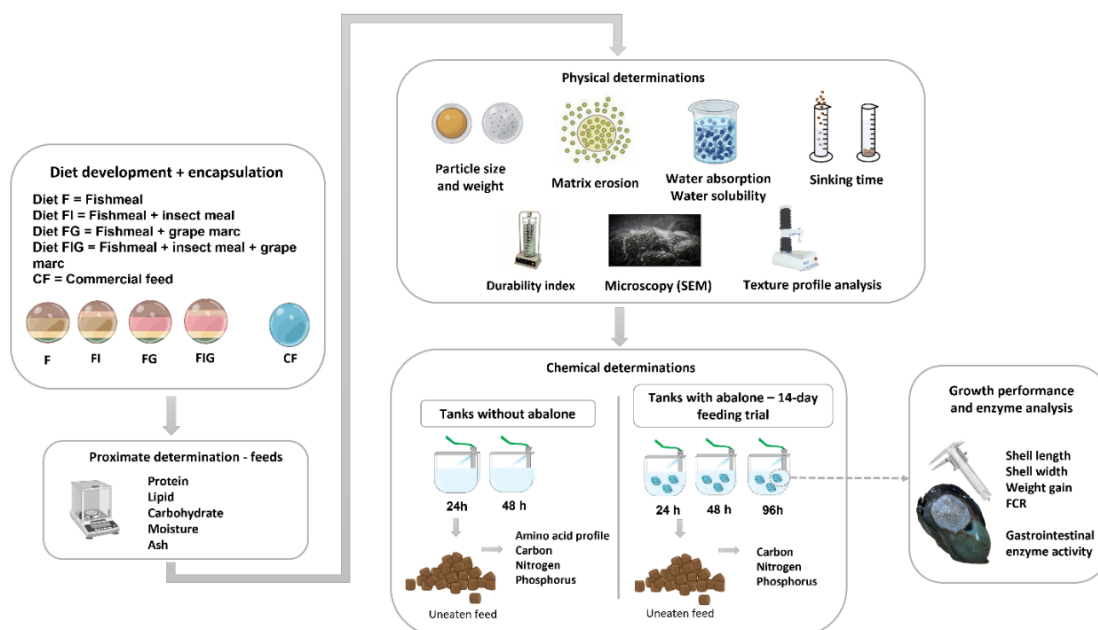 Diet development + encapsulation
Diet F = Fishmeal
Diet FI = Fishmeal + insect meal
Diet FG = Fishmeal + grape marc
Diet FIG = Fishmeal + insect meal + grape
marc
CF = Commercial feed
F
FI
FG
FIG
CF
Proximate determination - feeds
Protein
Lipid
Carbohydrate
Moisture
Ash
Physical determinations
Particle size
and weight
Matrix erosion
Water absorption
Water solubility
Sinking time
Durability index
Microscopy (SEM)
Texture profile analysis
Chemical determinations
Tanks without abalone
24h
48 h
Amino acid profile
Carbon
Nitrogen
Phosphorus
Uneaten feed
Tanks with abalone – 14-day
feeding trial
24 h
48 h
96h
Carbon
Nitrogen
Phosphorus
Uneaten feed
Growth performance
and enzyme analysis
Shell length
Shell width
Weight gain
FCR
Gastrointestinal
enzyme activity